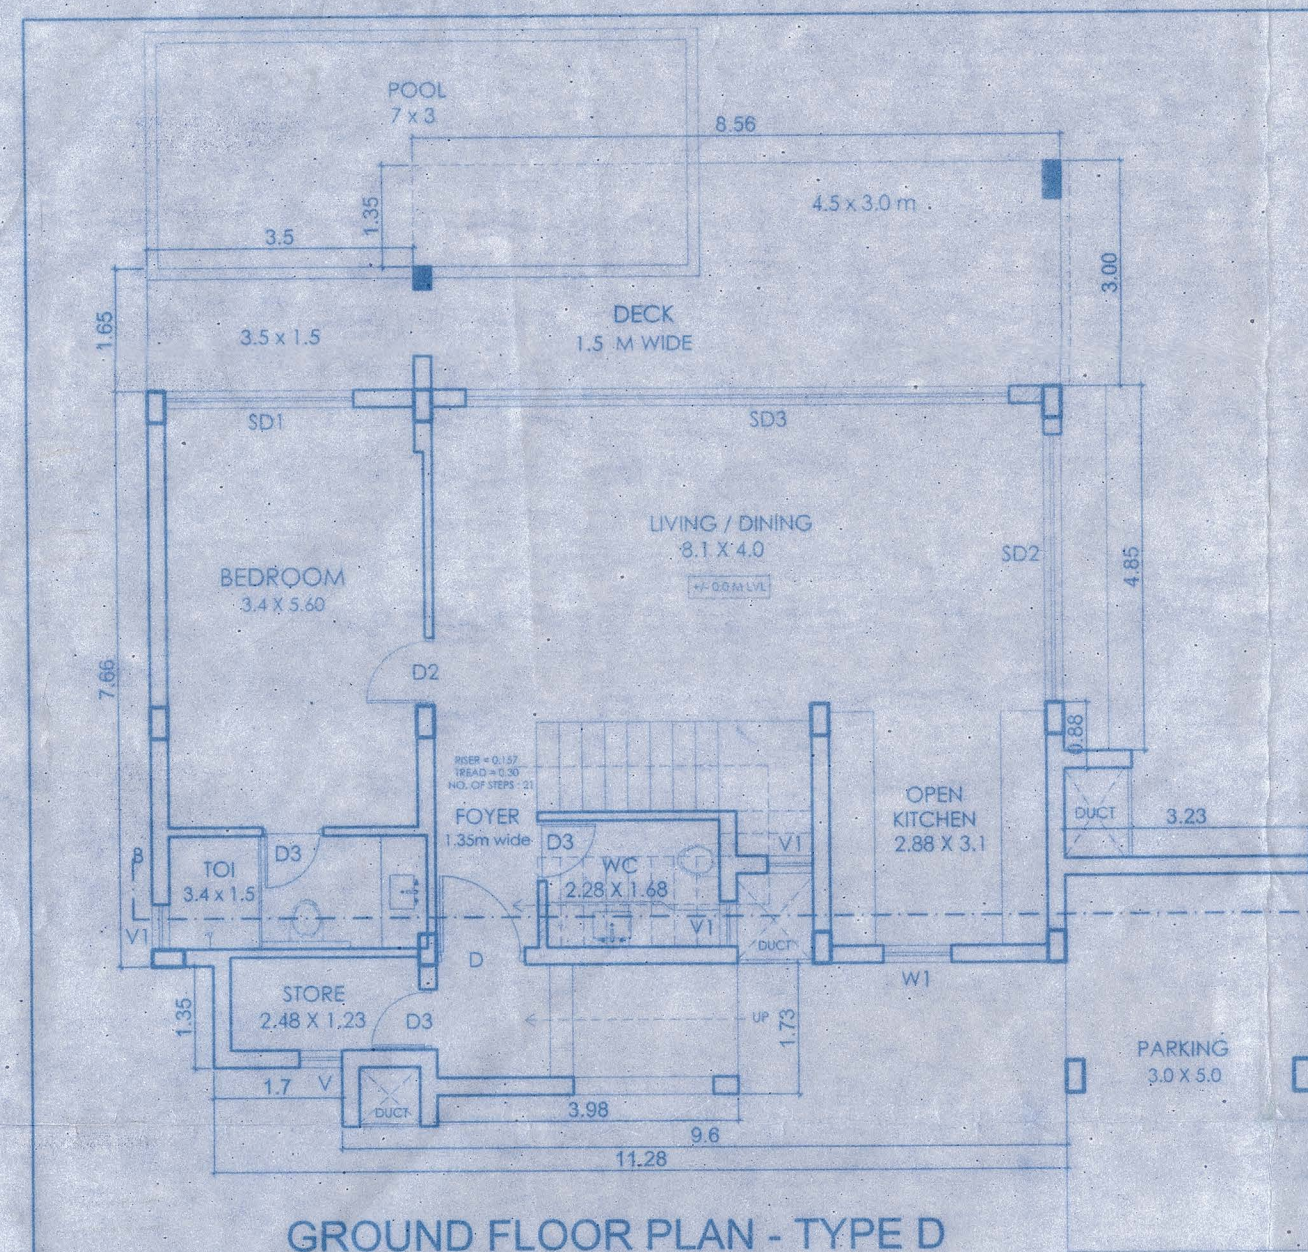 POOL
7 x 3
8.56
1.35
4.5 x 3.0 m
3.5
3.00
1.65
DECK
3.5 x 1.5
1.5 M WIDE
SD1
SD3
LIVING / DINING
8.1 X 4.0
SD2
4.85
BEDROOM
3.4 X 5.60
+/- 0.0 M LVL
D2
7.66
0.88
RISER = 0.157
TREAD = 0.30
NO. OF STEPS : 21
FOYER
1.35m wide
OPEN
KITCHEN
2.88 X 3.1
DUCT
3.23
D3
V1
B
TOI
3.4 x 1.5
D3
WC
2.28 X 1.68
V1
V1
DUCT
D
W1
STORE
2.48 X 1.23
D3
1.35
UP
1.73
PARKING
3.0 X 5.0
1.7
V
DUCT
3.98
9.6
11.28
GROUND FLOOR PLAN - TYPE D